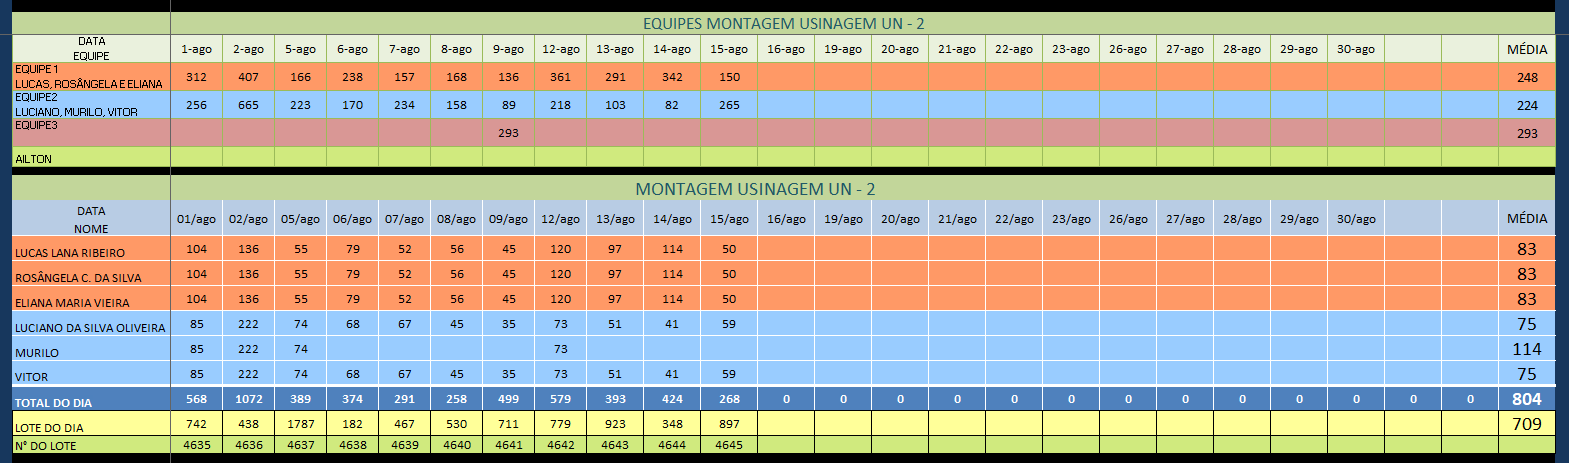 EQUIPES MONTAGEM USINAGEM UN - 2
DATA
EQUIPE 1-ago 2-ago 5-ago 6-ago 7-ago 8-ago 9-ago 12-ago 13-ago 14-ago 15-ago 16-ago 19-ago 20-ago 21-ago 22-ago 23-ago 26-ago 27-ago 28-ago 29-ago 30-ago MÉDIA
EQUIPE 1
LUCAS, ROSÂNGELA E ELIANA 312 407 166 238 157 168 136 361 291 342 150 248
EQUIPE2
LUCIANO, MURILO, VITOR 256 665 223 170 234 158 89 218 103 82 265 224
EQUIPE3 293 293
AILTON
MONTAGEM USINAGEM UN - 2
DATA
NOME 01/ago 02/ago 05/ago 06/ago 07/ago 08/ago 09/ago 12/ago 13/ago 14/ago 15/ago 16/ago 19/ago 20/ago 21/ago 22/ago 23/ago 26/ago 27/ago 28/ago 29/ago 30/ago MÉDIA
LUCAS LANA RIBEIRO 104 136 55 79 52 56 45 120 97 114 50 83
ROSÂNGELA C. DA SILVA 104 136 55 79 52 56 45 120 97 114 50 83
ELIANA MARIA VIEIRA 104 136 55 79 52 56 45 120 97 114 50 83
LUCIANO DA SILVA OLIVEIRA 85 222 74 68 67 45 35 73 51 41 59 75
MURILO 85 222 74 73 114
VITOR 85 222 74 68 67 45 35 73 51 41 59 75
TOTAL DO DIA 568 1072 389 374 291 258 499 579 393 424 268 0 0 0 0 0 0 0 0 0 0 0 0 0 804
LOTE DO DIA 742 438 1787 182 467 530 711 779 923 348 897 709
N° DO LOTE 4635 4636 4637 4638 4639 4640 4641 4642 4643 4644 4645